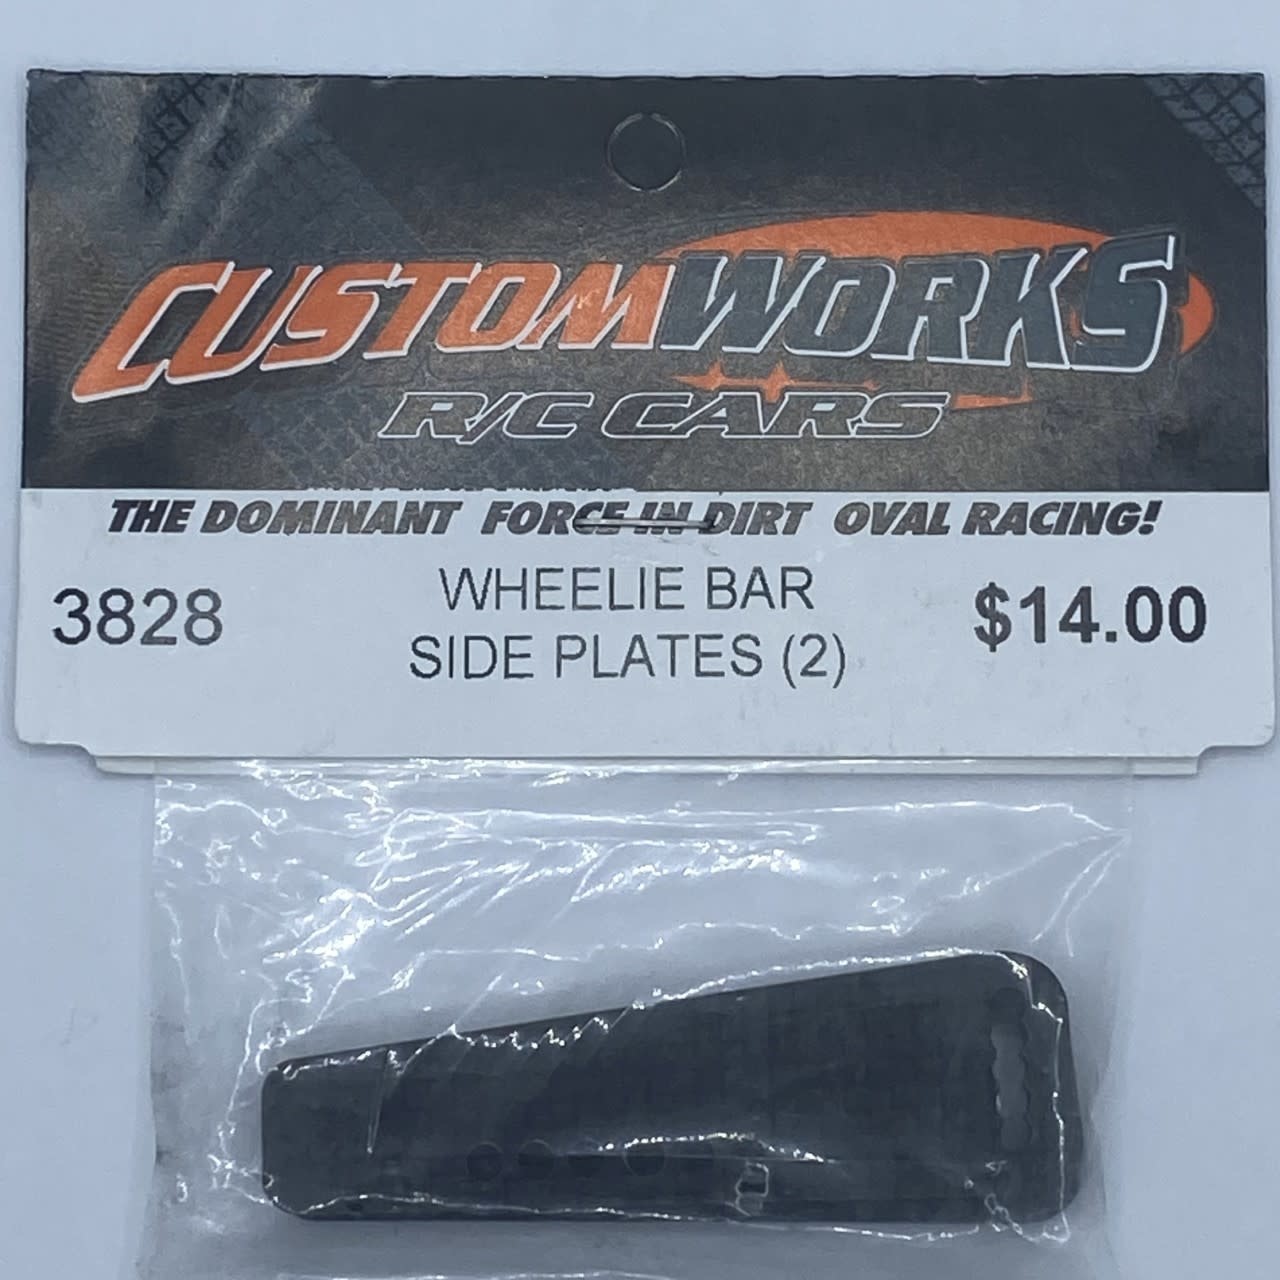 CUSTOMWORKS
R/C CARS
THE DOMINANT FORCE IN DIRT OVAL RACING!
3828
WHEELIE BAR
SIDE PLATES (2)
$14.00